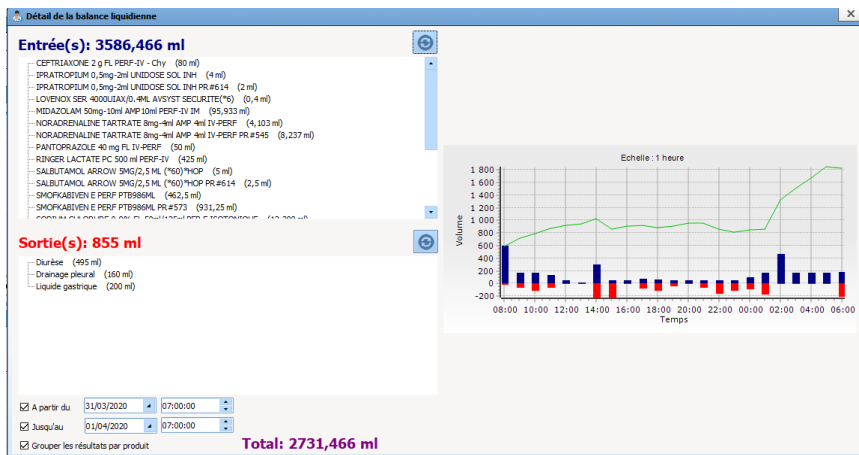 Détail de la balance liquidienne
Entrée(s): 3586,466 ml
CEFTRIAXONE 2 g FL PERF-IV - Chy (80 ml)
IPRATROPIUM 0,5mg-2ml UNIDOSE SOL INH (4 ml)
IPRATROPIUM 0,5mg-2ml UNIDOSE SOL INH PR#614 (2 ml)
LOVENOX SER 4000UIAX/0.4ML AVSYST SECURITE(*6) (0,4 ml)
MIDAZOLAM 50mg-10ml AMP10ml PERF-IV IM (95,933 ml)
NORADRENALINE TARTRATE 8mg-4ml AMP 4ml IV-PERF (4,103 ml)
NORADRENALINE TARTRATE 8mg-4ml AMP 4ml IV-PERF PR#545 (8,237 ml)
PANTOPRAZOLE 40 mg FL IV-PERF (50 ml)
RINGER LACTATE PC 500 ml PERF-IV (425 ml)
SALBUTAMOL ARROW 5MG/2,5 ML (*60)*HOP (5 ml)
SALBUTAMOL ARROW 5MG/2,5 ML (*60)*HOP PR#614 (2,5 ml)
SMOFKABIVEN E PERF PTB986ML (462,5 ml)
SMOFKABIVEN E PERF PTB986ML PR#573 (931,25 ml)
Sortie(s): 855 ml
Diurèse (495 ml)
Drainage pleural (160 ml)
Liquide gastrique (200 ml)
A partir du 31/03/2020 07:00:00
Jusqu'au 01/04/2020 07:00:00
Grouper les résultats par produit
Total: 2731,466 ml
Echelle : 1 heure
Volume
1 800
1 600
1 400
1 200
1 000
800
600
400
200
0
-200
08:00 10:00 12:00 14:00 16:00 18:00 20:00 22:00 00:00 02:00 04:00 06:00
Temps